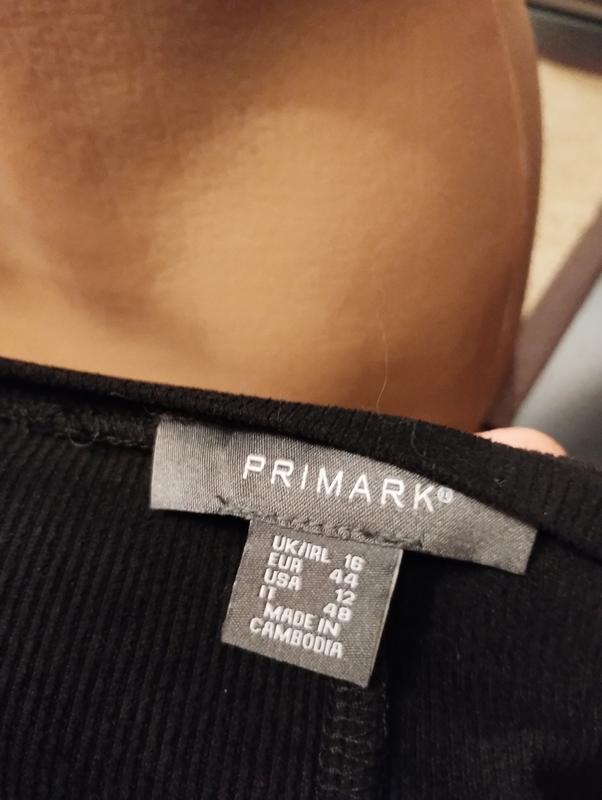 PRIMARK®
UK/IRL 16
EUR 44
USA 12
IT 48
MADE IN
CAMBODIA